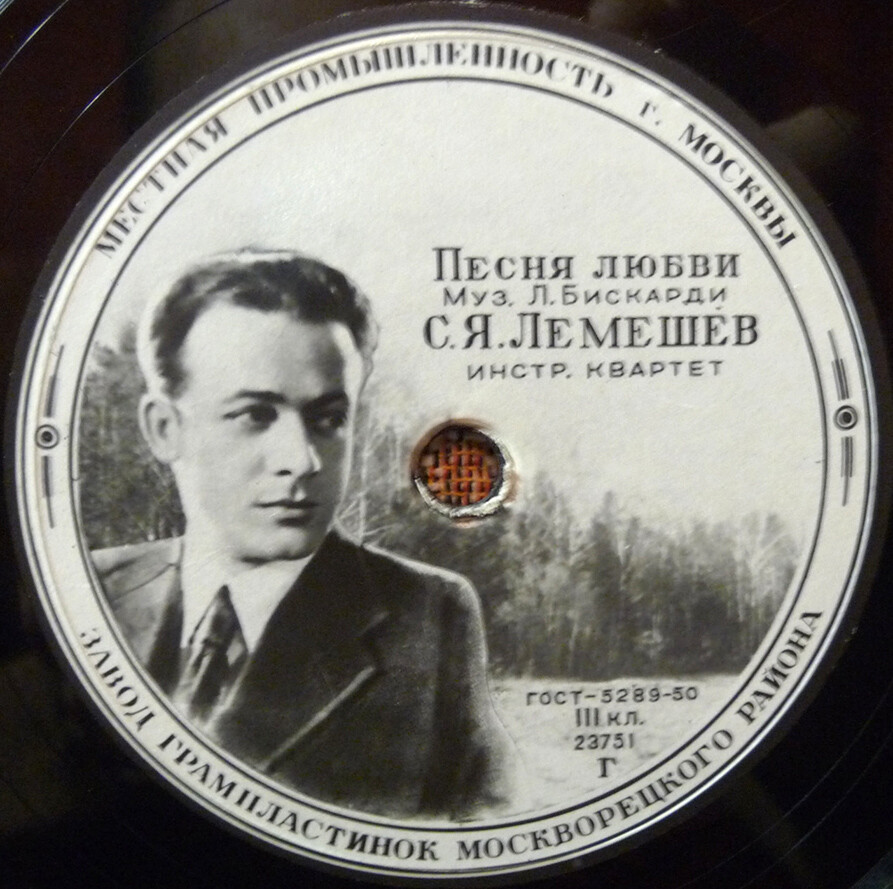 МЕСТНАЯ ПРОМЫШЛЕННОСТЬ г. МОСКВЫ
ПЕСНЯ ЛЮБВИ
МУЗ. Л. БИСКАРДИ
С.Я. ЛЕМЕШЕВ
ИНСТР. КВАРТЕТ
ГОСТ-5289-50
III КЛ.
23751
Г
ЗАВОД ГРАМПЛАСТИНОК МОСКВОРЕЦКОГО РАЙОНА